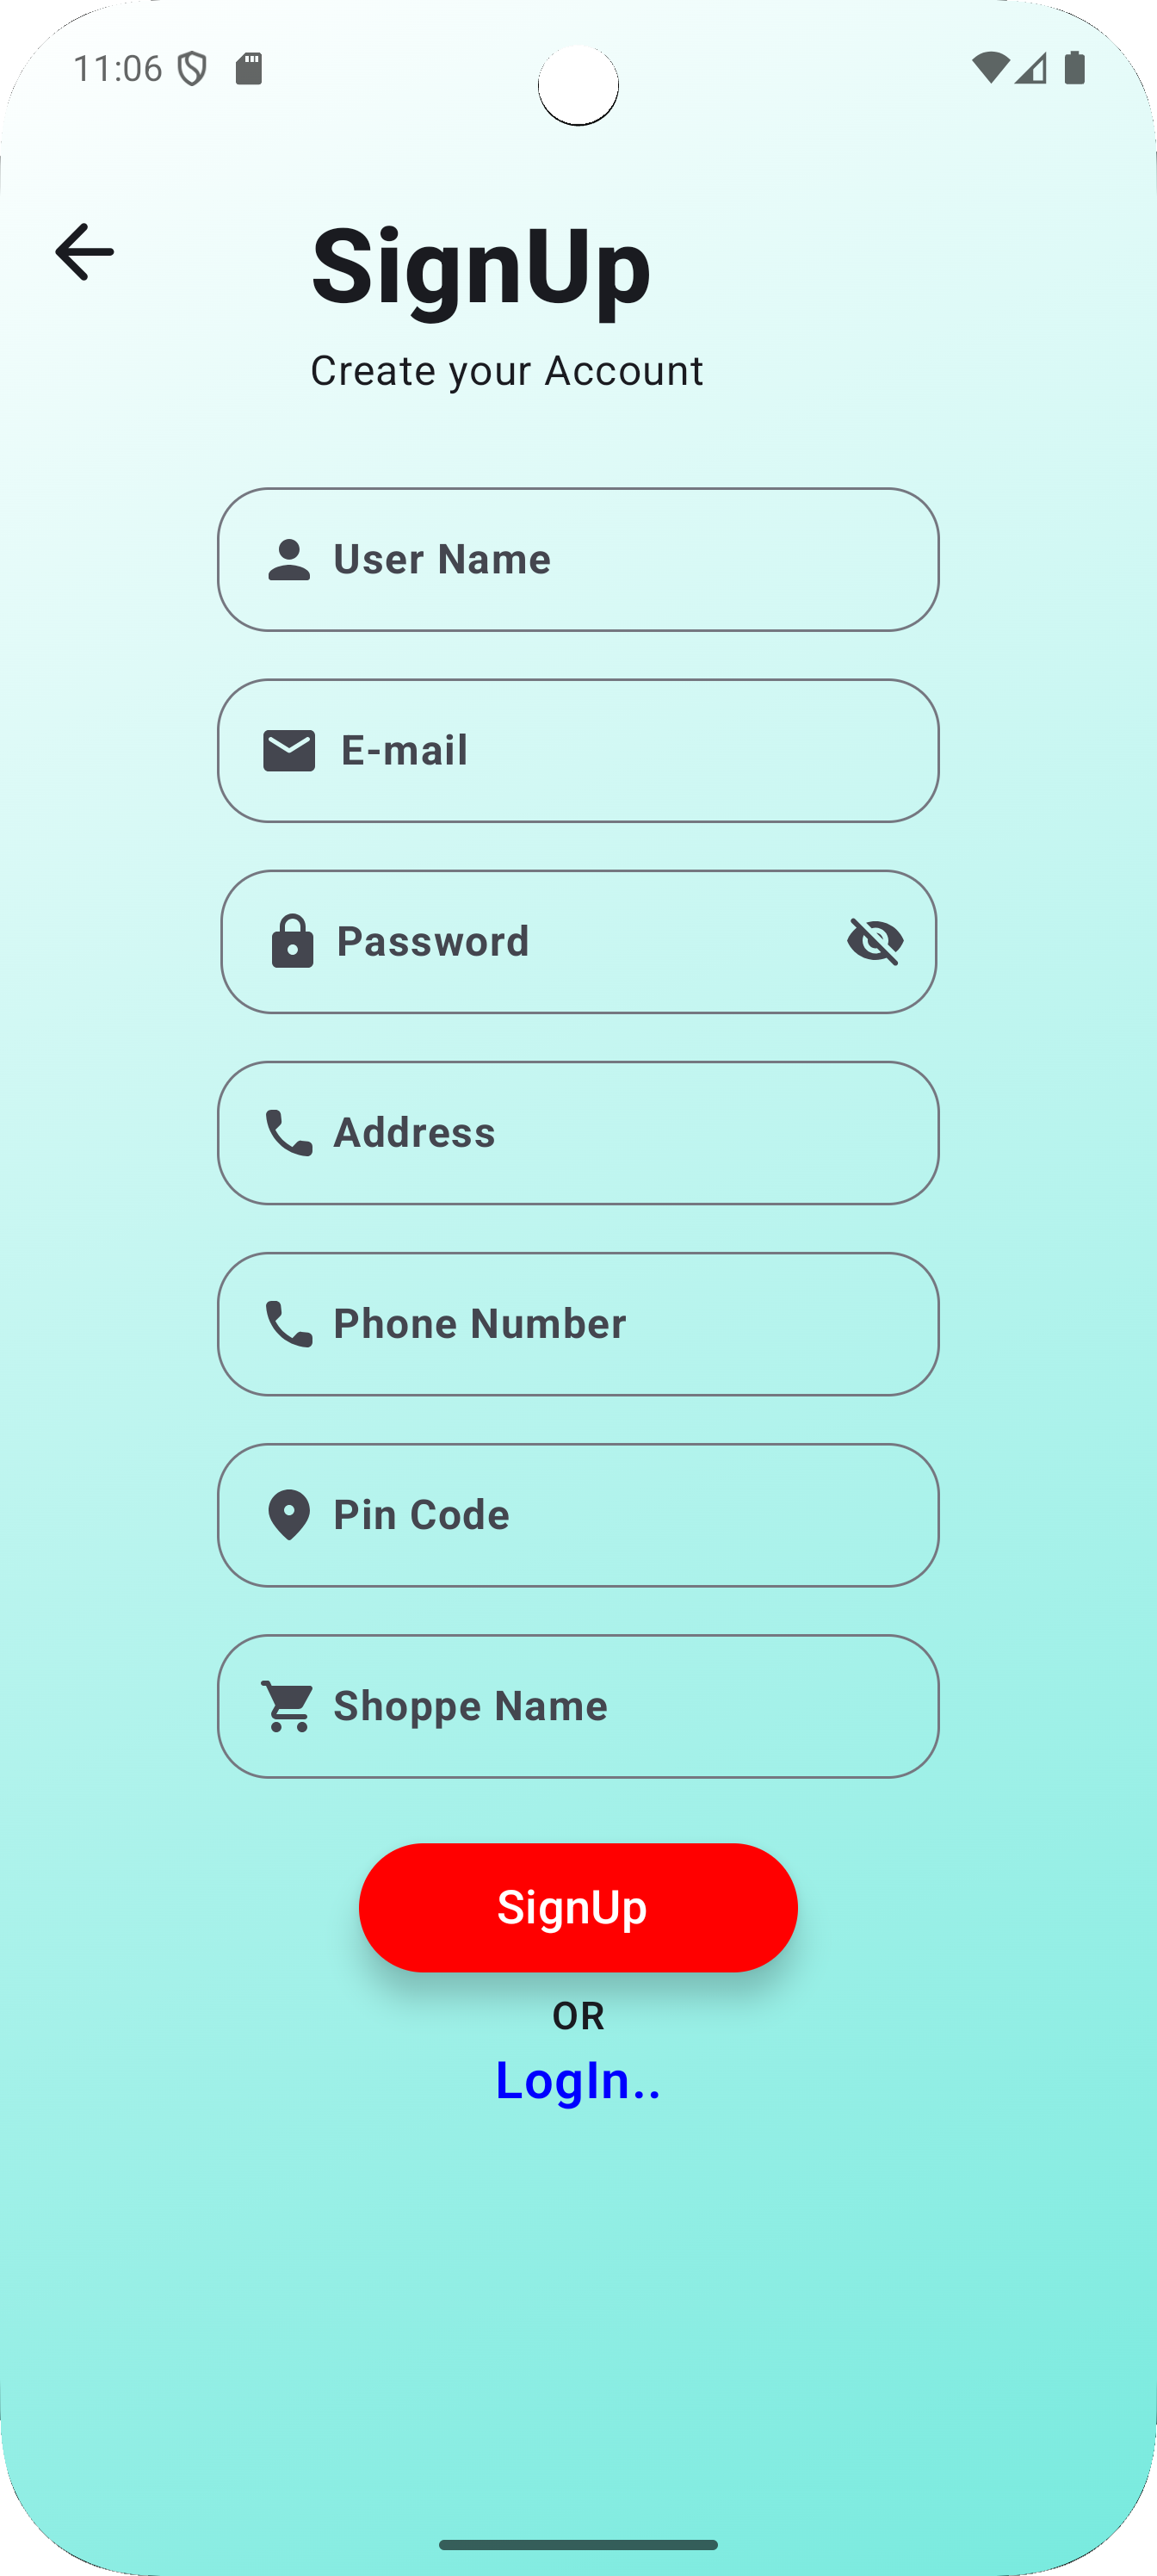 11:06
SignUp
Create your Account
User Name
E-mail
Password
Address
Phone Number
Pin Code
Shoppe Name
SignUp
OR
LogIn..